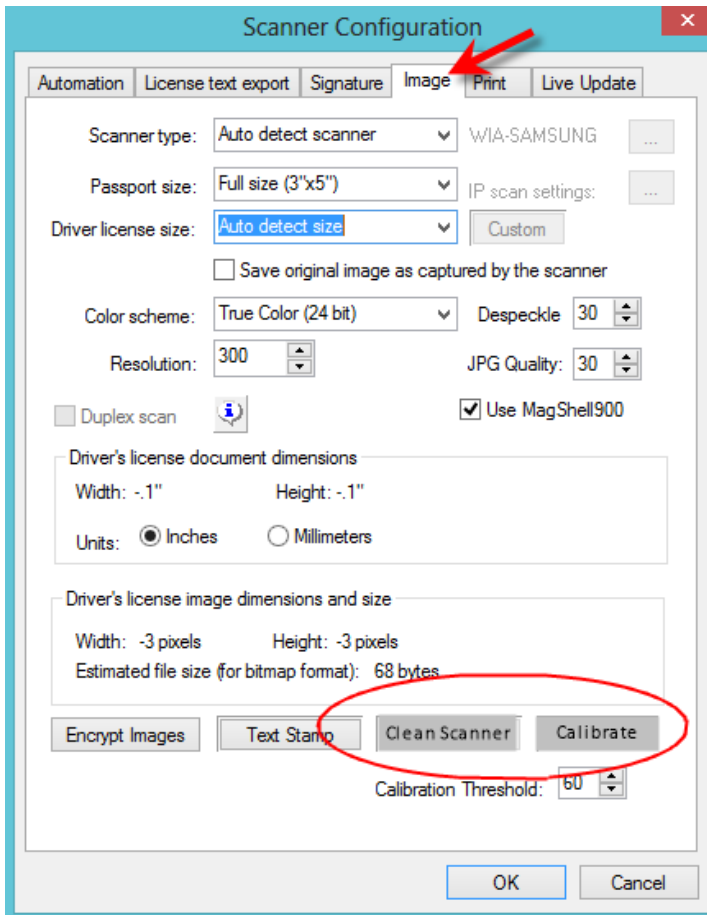 Scanner Configuration
Automation License text export Signature Image Print Live Update
Scanner type: Auto detect scanner WIA-SAMSUNG ...
Passport size: Full size (3"x5") IP scan settings: ...
Driver license size: Auto detect size Custom
Save original image as captured by the scanner
Color scheme: True Color (24 bit) Despeckle 30
Resolution: 300 JPG Quality: 30
Duplex scan Use MagShell900
Driver's license document dimensions
Width: -.1" Height: -.1"
Units: Inches Millimeters
Driver's license image dimensions and size
Width: -3 pixels Height: -3 pixels
Estimated file size (for bitmap format): 68 bytes
Encrypt Images Text Stamp Clean Scanner Calibrate
Calibration Threshold: 60
OK Cancel